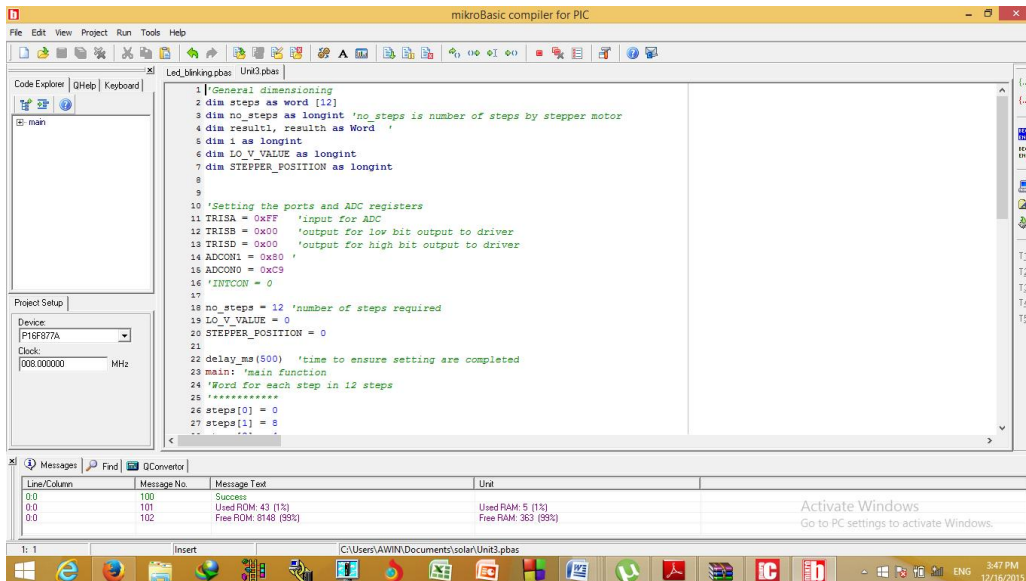 mikroBasic compiler for PIC
File Edit View Project Run Tools Help
Code Explorer QHelp Keyboard
main
Project Setup
Device:
P16F877A
Clock:
008.000000 MHz
Led_blinking.pbas Unit3.pbas
1 'General dimensioning
2 dim steps as word [12]
3 dim no_steps as longint 'no_steps is number of steps by stepper motor
4 dim resultl, resulth as Word '
5 dim i as longint
6 dim LO_V_VALUE as longint
7 dim STEPPER_POSITION as longint
8
9
10 'Setting the ports and ADC registers
11 TRISA = 0xFF 'input for ADC
12 TRISB = 0x00 'output for low bit output to driver
13 TRISD = 0x00 'output for high bit output to driver
14 ADCON1 = 0x80 '
15 ADCON0 = 0xC9
16 'INTCON = 0
17
18 no_steps = 12 'number of steps required
19 LO_V_VALUE = 0
20 STEPPER_POSITION = 0
21
22 delay_ms(500) 'time to ensure setting are completed
23 main: 'main function
24 'Word for each step in 12 steps
25 '***********
26 steps[0] = 0
27 steps[1] = 8
Messages Find QConvertor
Line/Column Message No. Message Text Unit
0:0 100 Success
0:0 101 Used ROM: 43 (1%) Used RAM: 5 (1%)
0:0 102 Free ROM: 8148 (99%) Free RAM: 363 (99%)
Activate Windows
Go to PC settings to activate Windows.
1: 1 Insert C:\Users\AWIN\Documents\solar\Unit3.pbas
ENG 3:47 PM
12/16/2015